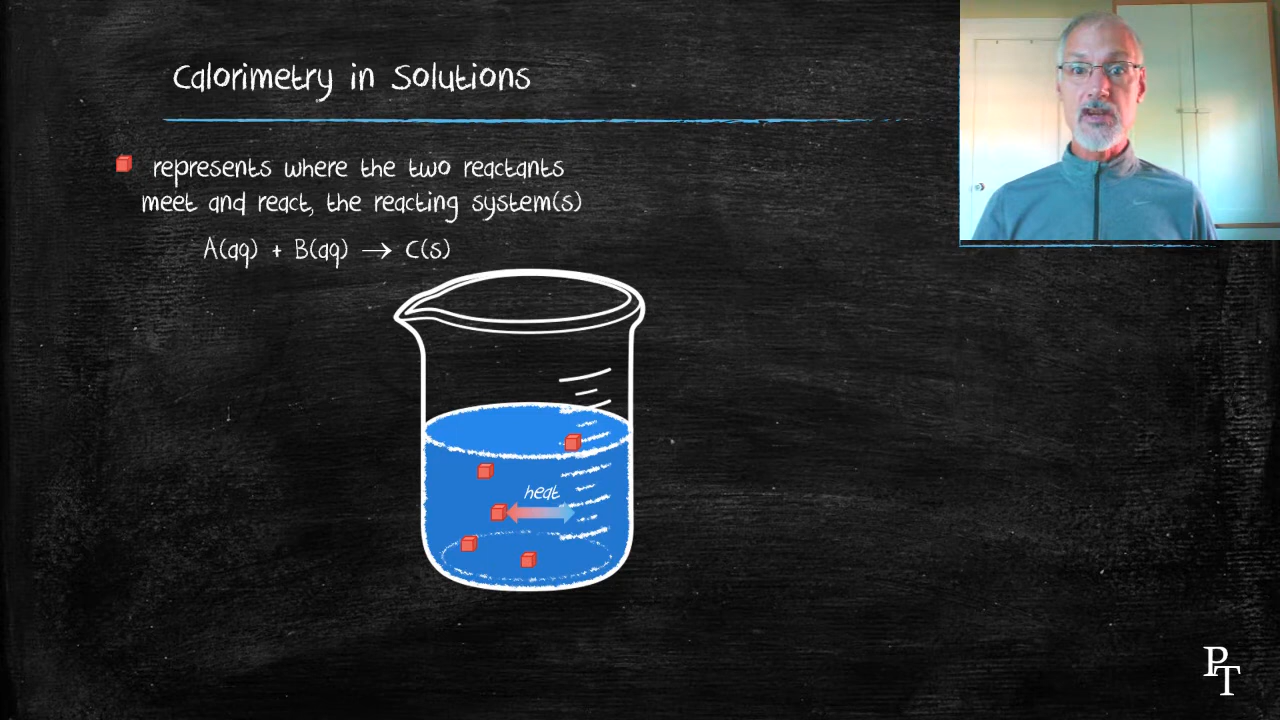 Calorimetry in Solutions
represents where the two reactants
meet and react, the reacting system(s)
A(aq) + B(aq) → C(s)
heat
PT